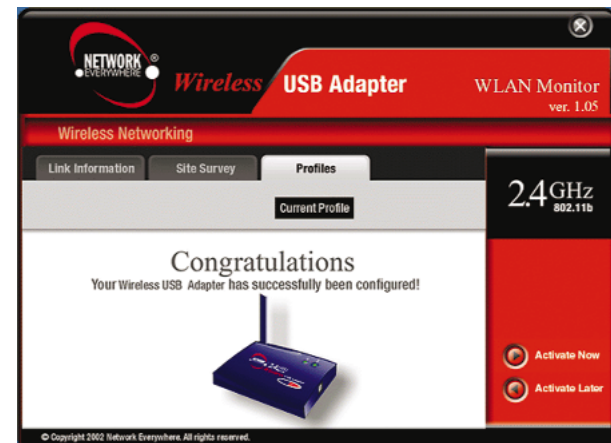 NETWORK ®
EVERYWHERE
Wireless USB Adapter
WLAN Monitor
ver. 1.05
Wireless Networking
Link Information
Site Survey
Profiles
Current Profile
2.4 GHz
802.11b
Congratulations
Your Wireless USB Adapter has successfully been configured!
Activate Now
Activate Later
© Copyright 2002 Network Everywhere. All rights reserved.